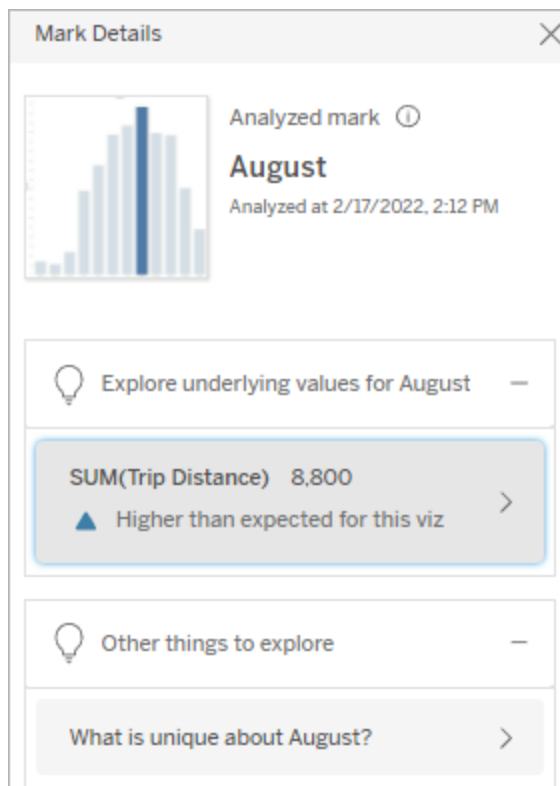 Mark Details
Analyzed mark
August
Analyzed at 2/17/2022, 2:12 PM
Explore underlying values for August
SUM(Trip Distance) 8,800
Higher than expected for this viz
Other things to explore
What is unique about August?